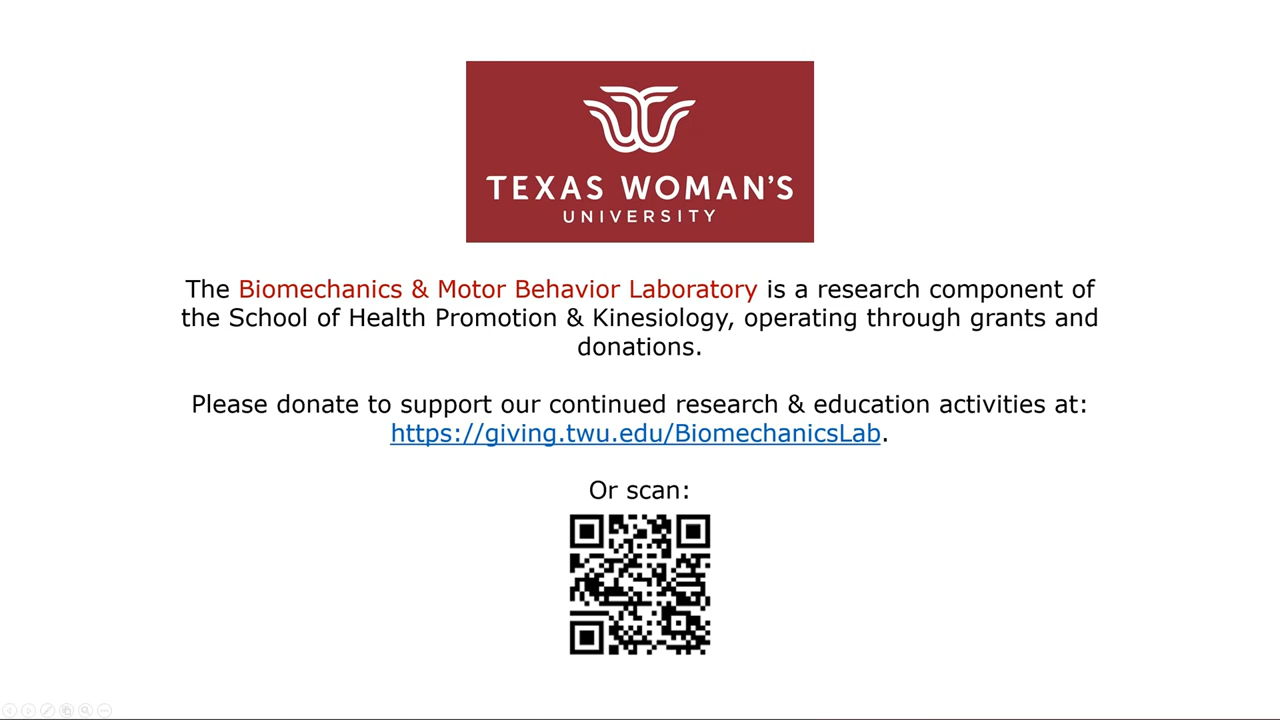 TEXAS WOMAN'S
UNIVERSITY
The Biomechanics & Motor Behavior Laboratory is a research component of
the School of Health Promotion & Kinesiology, operating through grants and
donations.
Please donate to support our continued research & education activities at:
https://giving.twu.edu/BiomechanicsLab.
Or scan: